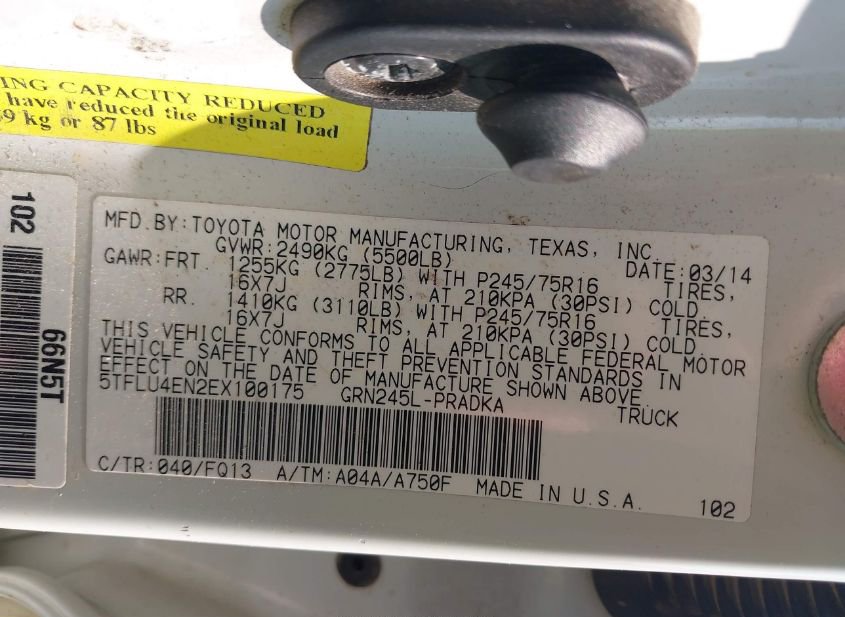 ING CAPACITY REDUCED
have reduced the original load
9 kg or 87 lbs
102
66N5T
MFD.BY:TOYOTA MOTOR MANUFACTURING, TEXAS, INC.
GVWR:2490KG (5500LB) DATE:03/14
GAWR:FRT. 1255KG (2775LB) WITH P245/75R16 TIRES,
16X7J RIMS, AT 210KPA (30PSI) COLD.
RR. 1410KG (3110LB) WITH P245/75R16 TIRES,
16X7J RIMS, AT 210KPA (30PSI) COLD.
THIS VEHICLE CONFORMS TO ALL APPLICABLE FEDERAL MOTOR
VEHICLE SAFETY AND THEFT PREVENTION STANDARDS IN
EFFECT ON THE DATE OF MANUFACTURE SHOWN ABOVE.
5TFLU4EN2EX100175 GRN245L-PRADKA TRUCK
C/TR:040/FQ13 A/TM:A04A/A750F MADE IN U.S.A. 102